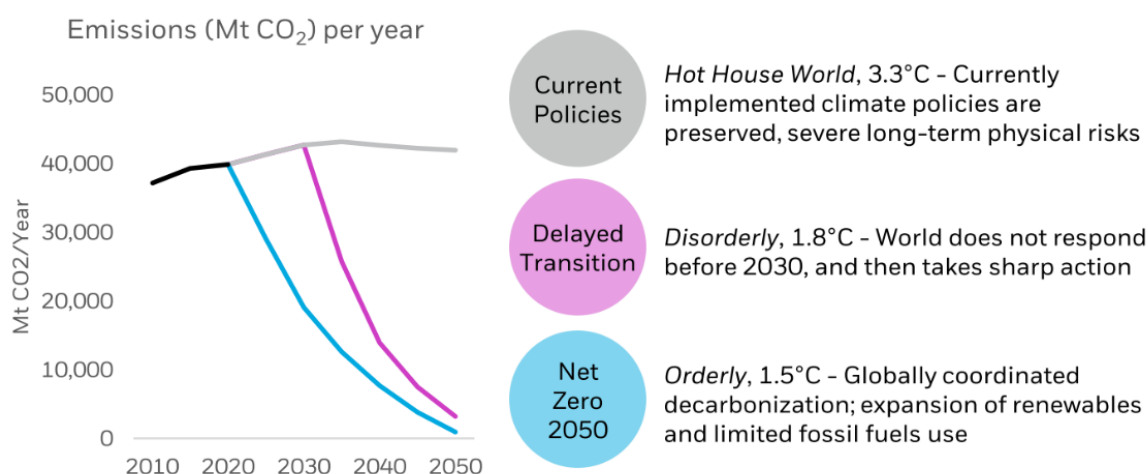 Emissions (Mt CO₂) per year
Mt CO2/Year
50,000
40,000
30,000
20,000
10,000
0
2010 2020 2030 2040 2050
Current
Policies
Hot House World, 3.3°C - Currently
implemented climate policies are
preserved, severe long-term physical risks
Delayed
Transition
Disorderly, 1.8°C - World does not respond
before 2030, and then takes sharp action
Net
Zero
2050
Orderly, 1.5°C - Globally coordinated
decarbonization; expansion of renewables
and limited fossil fuels use